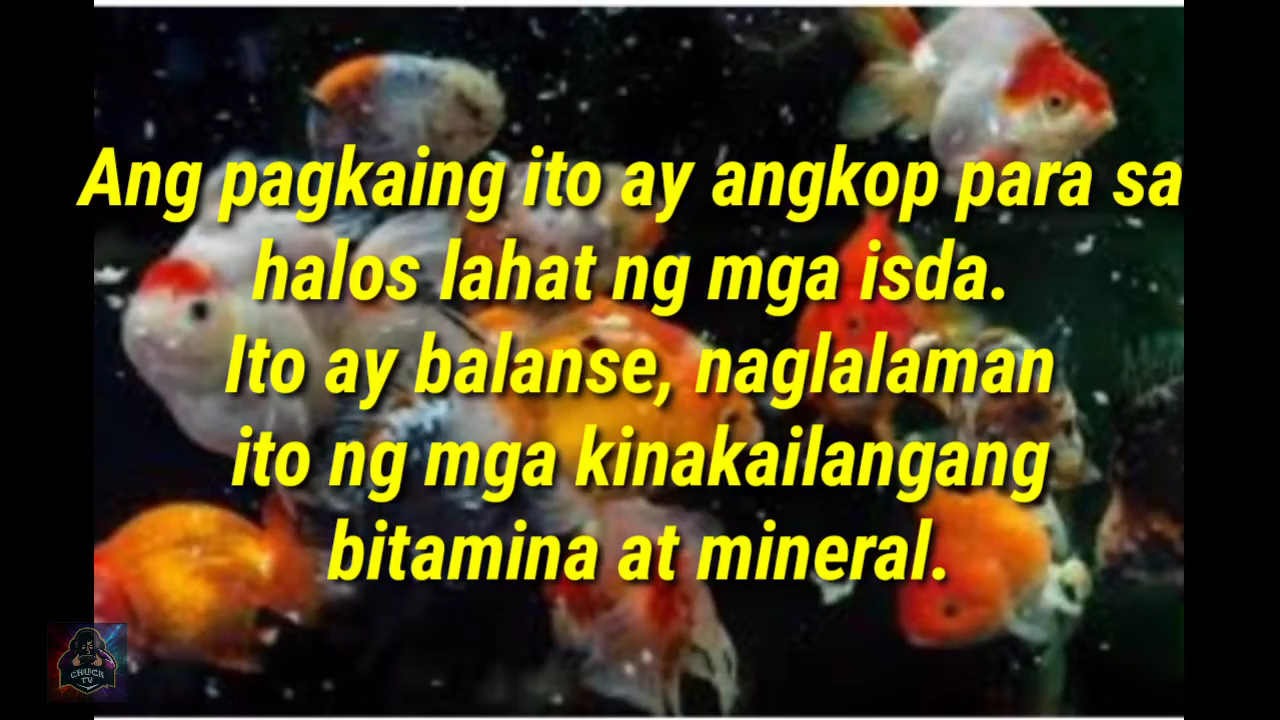 Ang pagkaing ito ay angkop para sa
halos lahat ng mga isda.
Ito ay balanse, naglalaman
ito ng mga kinakailangang
bitamina at mineral.
CHUCK
TV